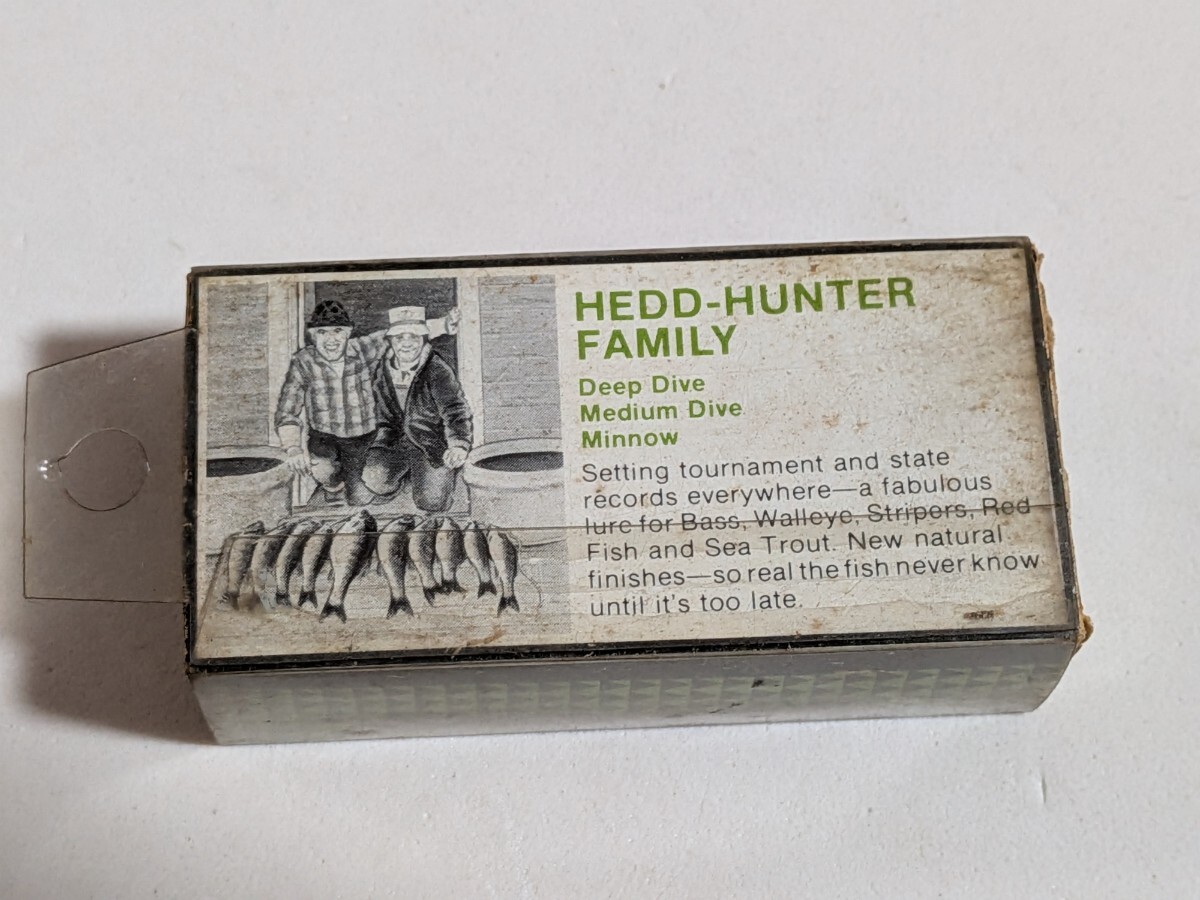 HEDD-HUNTER
FAMILY
Deep Dive
Medium Dive
Minnow
Setting tournament and state
records everywhere—a fabulous
lure for Bass, Walleye, Stripers, Red
Fish and Sea Trout. New natural
finishes—so real the fish never know
until it's too late.